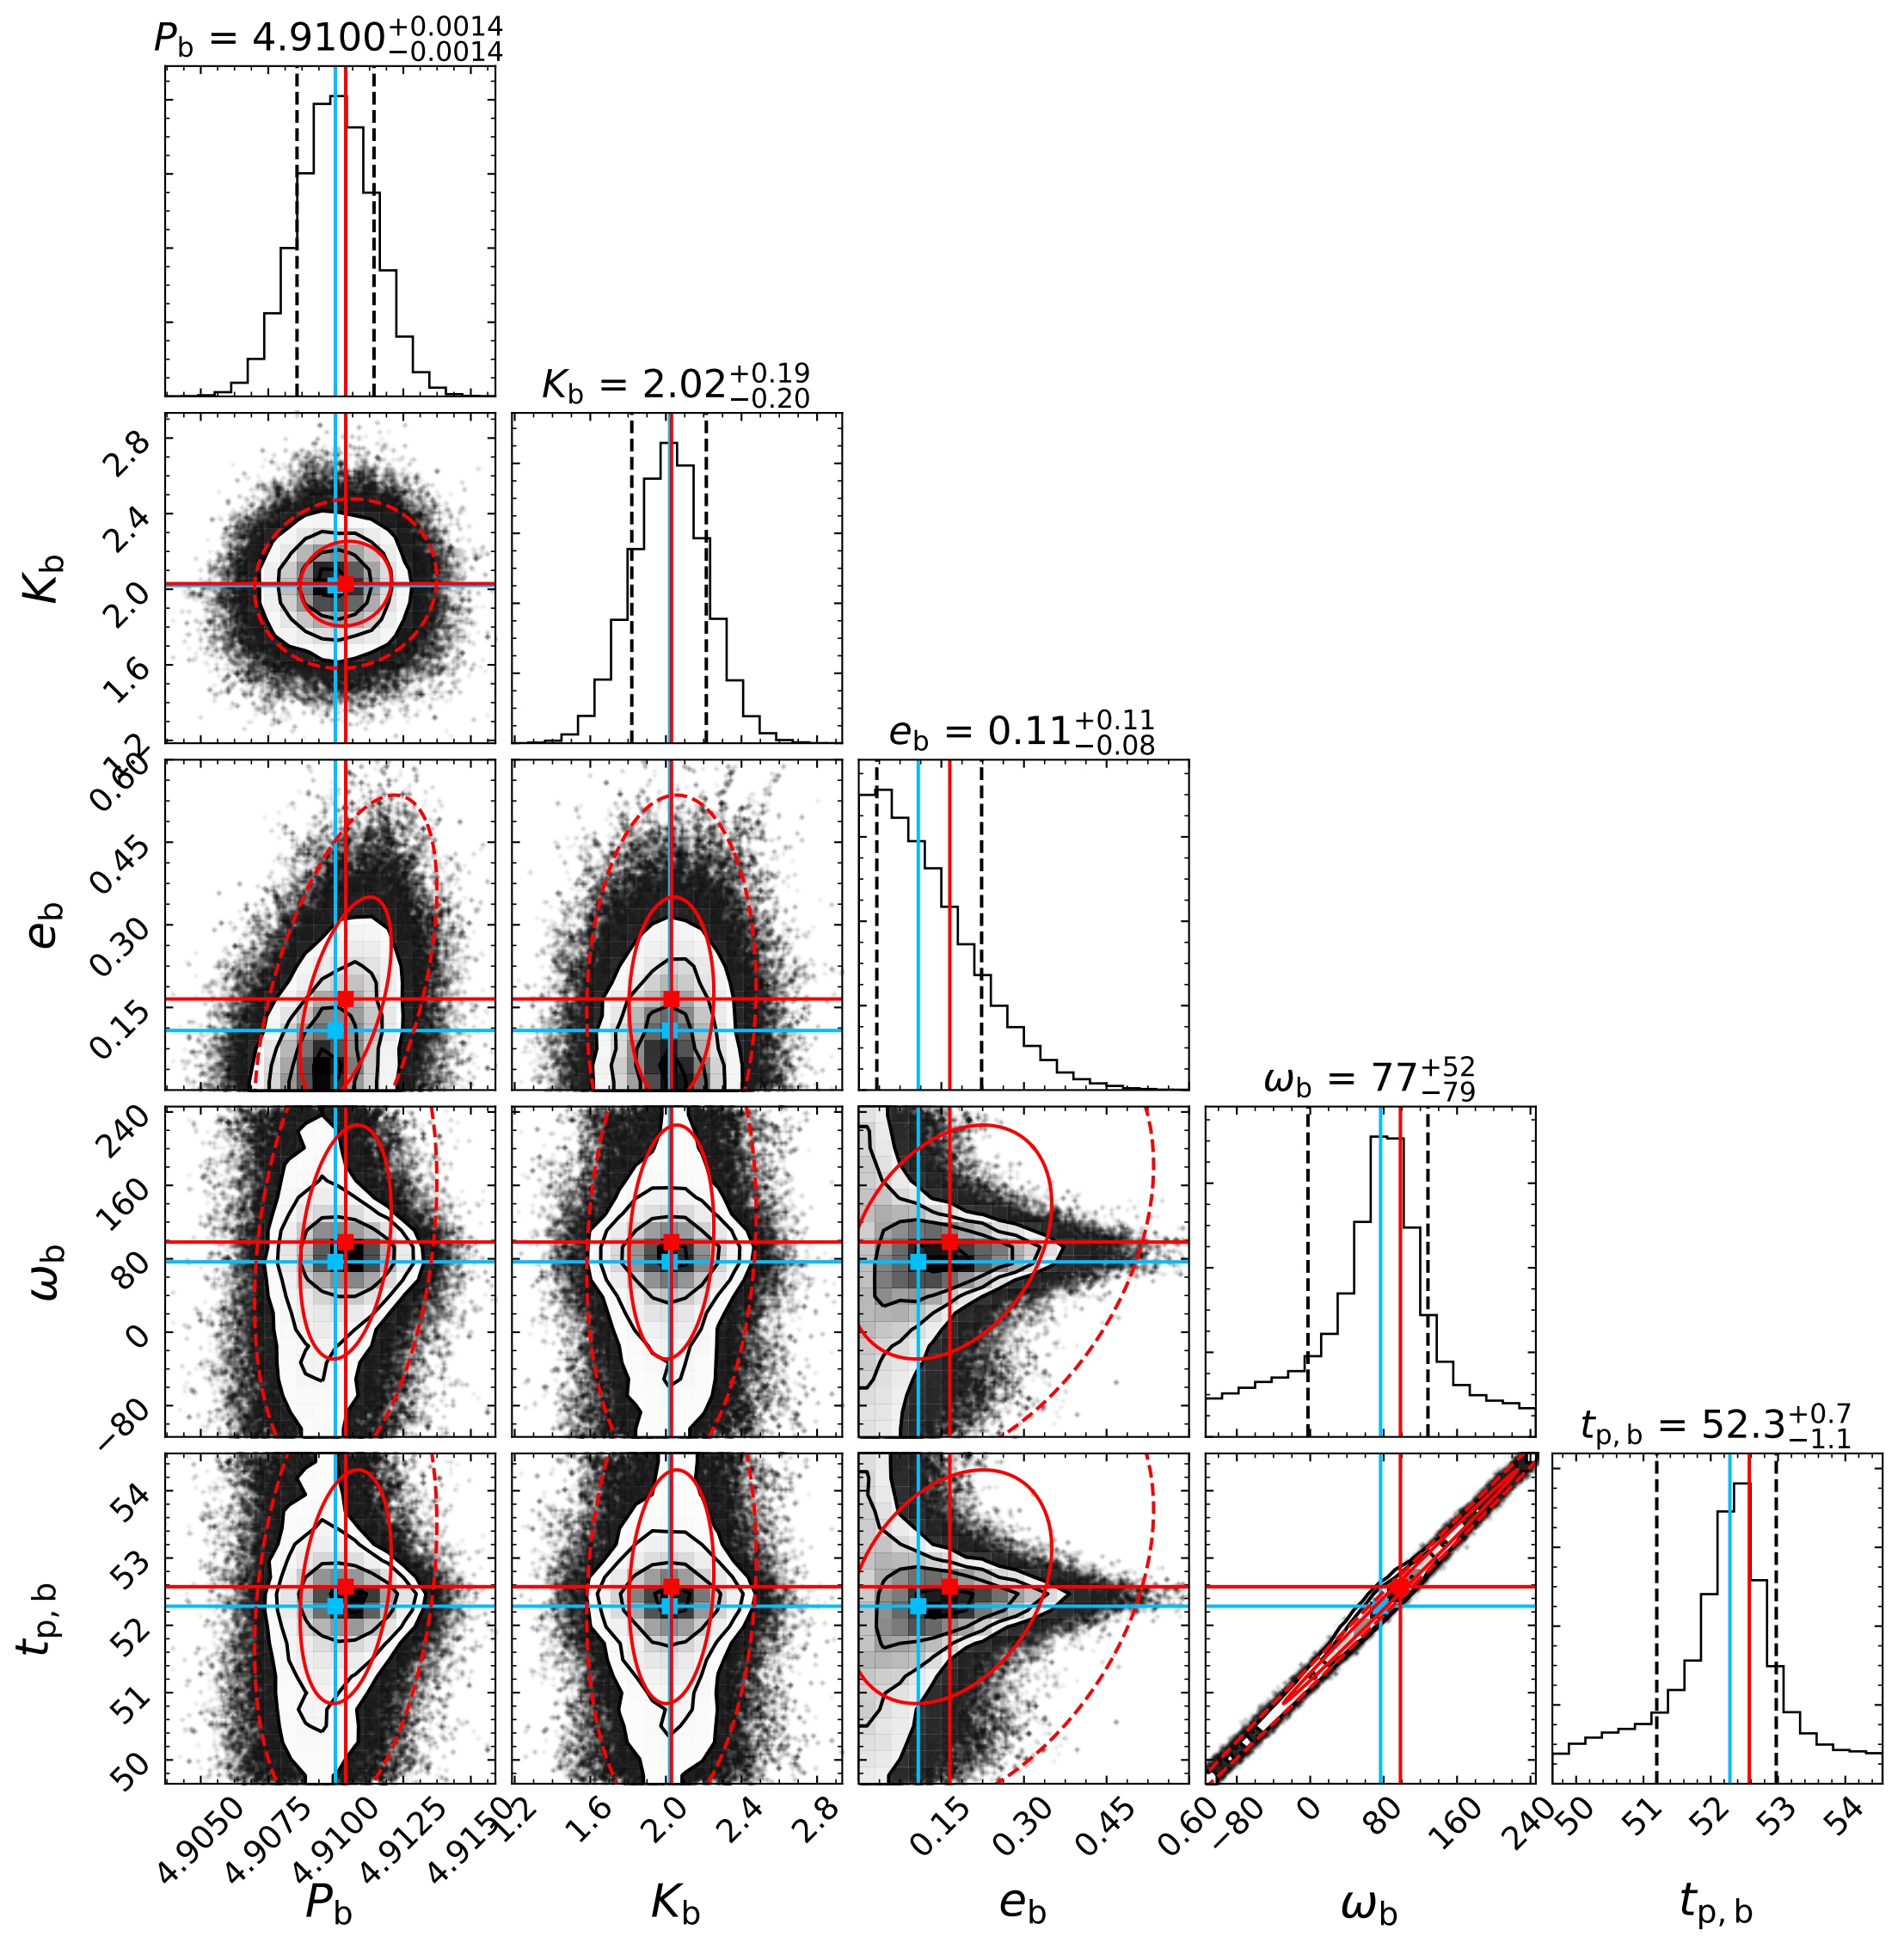 P_b = 4.9100 +0.0014 −0.0014
K_b = 2.02 +0.19 −0.20
2.8
2.4
2.0
1.6
1.2
K_b
e_b = 0.11 +0.11 −0.08
0.60
0.45
0.30
0.15
e_b
ω_b = 77 +52 −79
240
160
80
0
−80
ω_b
t_p, b = 52.3 +0.7 −1.1
54
53
52
51
50
t_p, b
4.9050 4.9075 4.9100 4.9125 4.9150
1.2 1.6 2.0 2.4 2.8
0.15 0.30 0.45 0.60
−80 0 80 160 240
50 51 52 53 54
P_b K_b e_b ω_b t_p, b